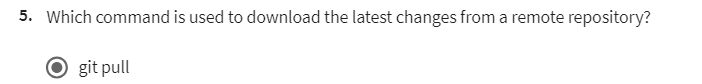 5. Which command is used to download the latest changes from a remote repository?
git pull